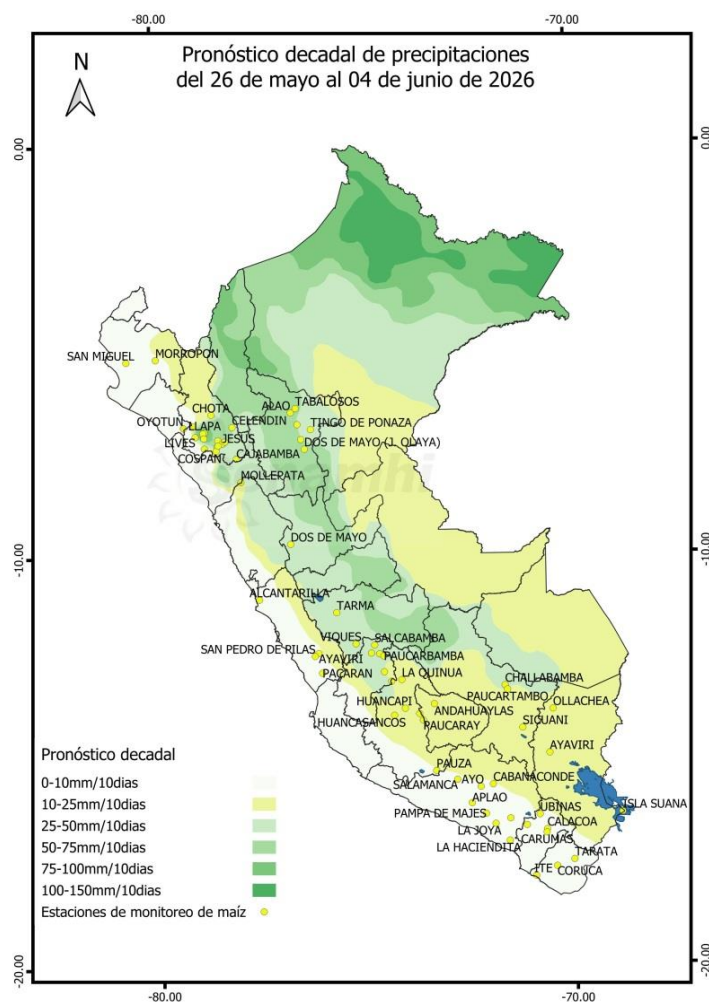 -80.00
-70.00
Pronóstico decadal de precipitaciones
del 26 de mayo al 04 de junio de 2026
N
0.00
0.00
SAN MIGUEL
MORROPON
CHOTA
ALAO
TABALOSOS
OYOTUN
LLAPA
CELENDIN
TINGO DE PONAZA
LIVES
JESUS
DOS DE MAYO (J. OLAYA)
COSPAN
CAJABAMBA
MOLLEPATA
senamhi
DOS DE MAYO
-10.00
-10.00
ALCANTARILLA
TARMA
VIQUES
SALCABAMBA
SAN PEDRO DE PILAS
AYAVIRI
PAUCARBAMBA
PACARAN
LA QUINUA
CHALLABAMBA
PAUCARTAMBO
HUANCAPI
ANDAHUAYLAS
OLLACHEA
HUANCASANCOS
PAUCARAY
SIGUANI
AYAVIRI
Pronóstico decadal
PAUZA
SALAMANCA
AYO
CABANACONDE
0-10mm/10dias
10-25mm/10dias
APLAO
UBINAS
ISLA SUANA
PAMPA DE MAJES
25-50mm/10dias
LA JOYA
CALACOA
50-75mm/10dias
LA HACIENDITA
CARUMAS
TARATA
75-100mm/10dias
ITE
CORUCA
100-150mm/10dias
Estaciones de monitoreo de maíz
-20.00
-20.00
-80.00
-70.00